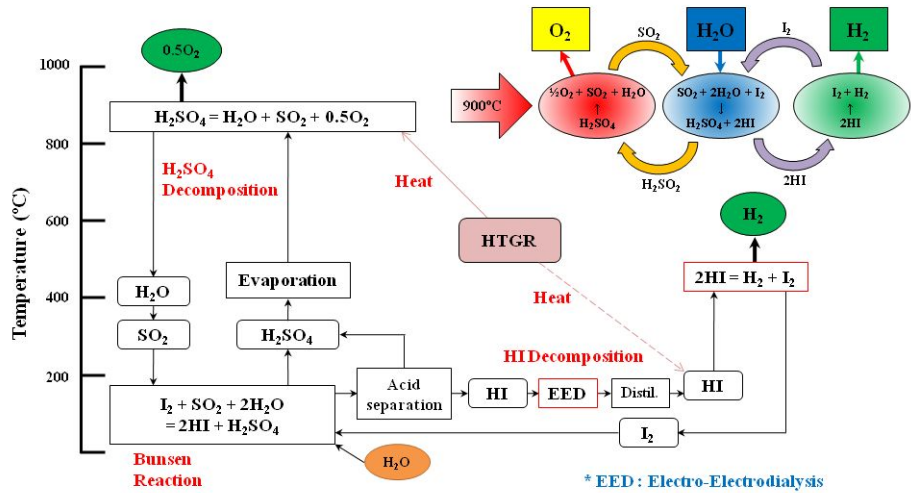 O₂
H₂O
H₂
SO₂
I₂
½O₂ + SO₂ + H₂O
↑
H₂SO₄
SO₂ + 2H₂O + I₂
↓
H₂SO₄ + 2HI
I₂ + H₂
↑
2HI
900℃
H₂SO₂
2HI
Temperature (°C)
1000
800
600
400
200
0.5O₂
H₂SO₄ = H₂O + SO₂ + 0.5O₂
H₂SO₄
Decomposition
Heat
HTGR
Heat
H₂
2HI = H₂ + I₂
Evaporation
H₂O
SO₂
H₂SO₄
HI Decomposition
I₂ + SO₂ + 2H₂O
= 2HI + H₂SO₄
Acid
separation
HI
EED
Distil.
HI
I₂
H₂O
Bunsen
Reaction
* EED : Electro-Electrodialysis